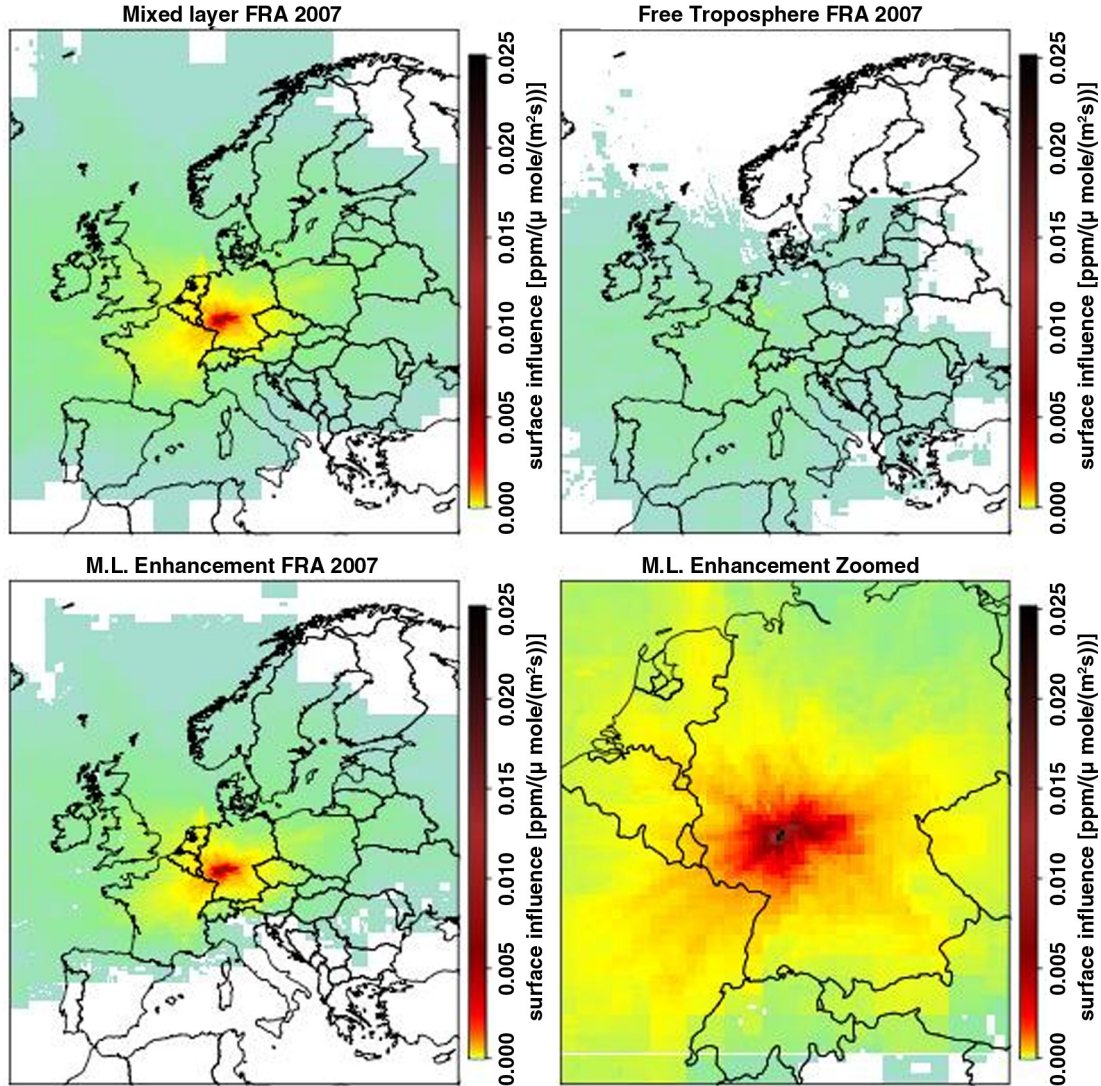 Mixed layer FRA 2007
0.000 0.005 0.010 0.015 0.020 0.025
surface influence [ppm/(μ mole/(m²s))]
Free Troposphere FRA 2007
0.000 0.005 0.010 0.015 0.020 0.025
surface influence [ppm/(μ mole/(m²s))]
M.L. Enhancement FRA 2007
0.000 0.005 0.010 0.015 0.020 0.025
surface influence [ppm/(μ mole/(m²s))]
M.L. Enhancement Zoomed
0.000 0.005 0.010 0.015 0.020 0.025
surface influence [ppm/(μ mole/(m²s))]